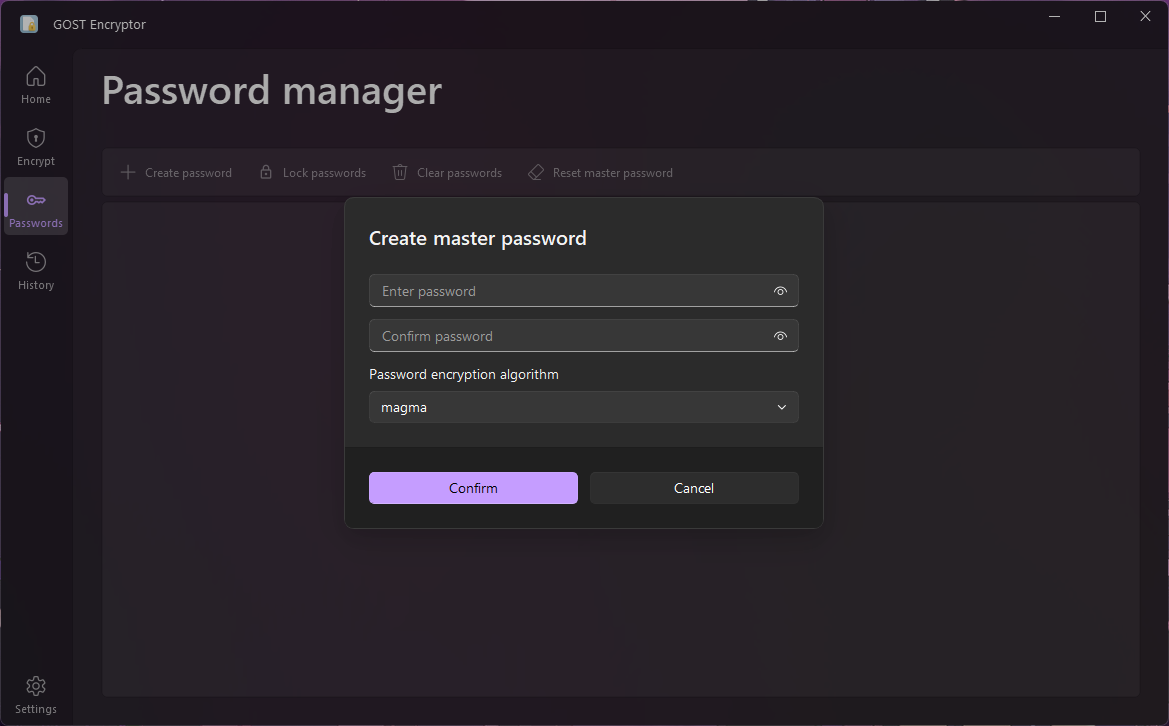 GOST Encryptor
Home
Encrypt
Passwords
History
Settings
Password manager
Create password Lock passwords Clear passwords Reset master password
Create master password
Enter password
Confirm password
Password encryption algorithm
magma
Confirm Cancel